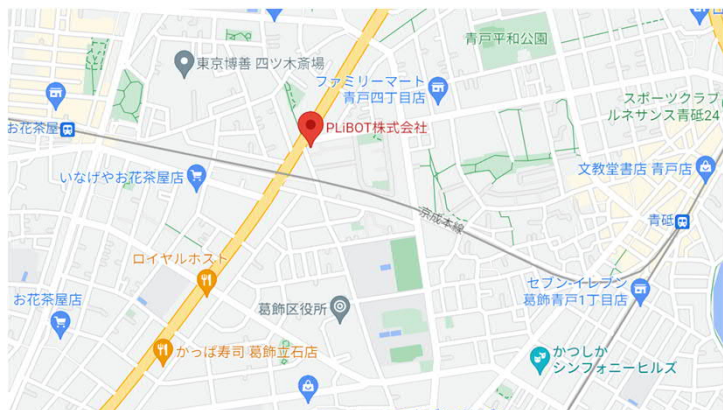 青戸平和公園
東京博善 四ツ木斎場
ファミリーマート
青戸四丁目店
スポーツクラブ
ルネサンス青砥24
お花茶屋
PLiBOT株式会社
いなげやお花茶屋店
文教堂書店 青戸店
京成本線
青砥
ロイヤルホスト
セブン-イレブン
葛飾青戸1丁目店
お花茶屋店
葛飾区役所
かっぱ寿司 葛飾立石店
かつしか
シンフォニーヒルズ